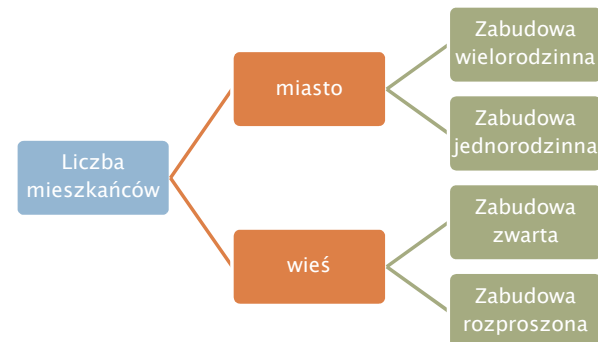 Liczba
mieszkańców
miasto
Zabudowa
wielorodzinna
Zabudowa
jednorodzinna
wieś
Zabudowa
zwarta
Zabudowa
rozproszona